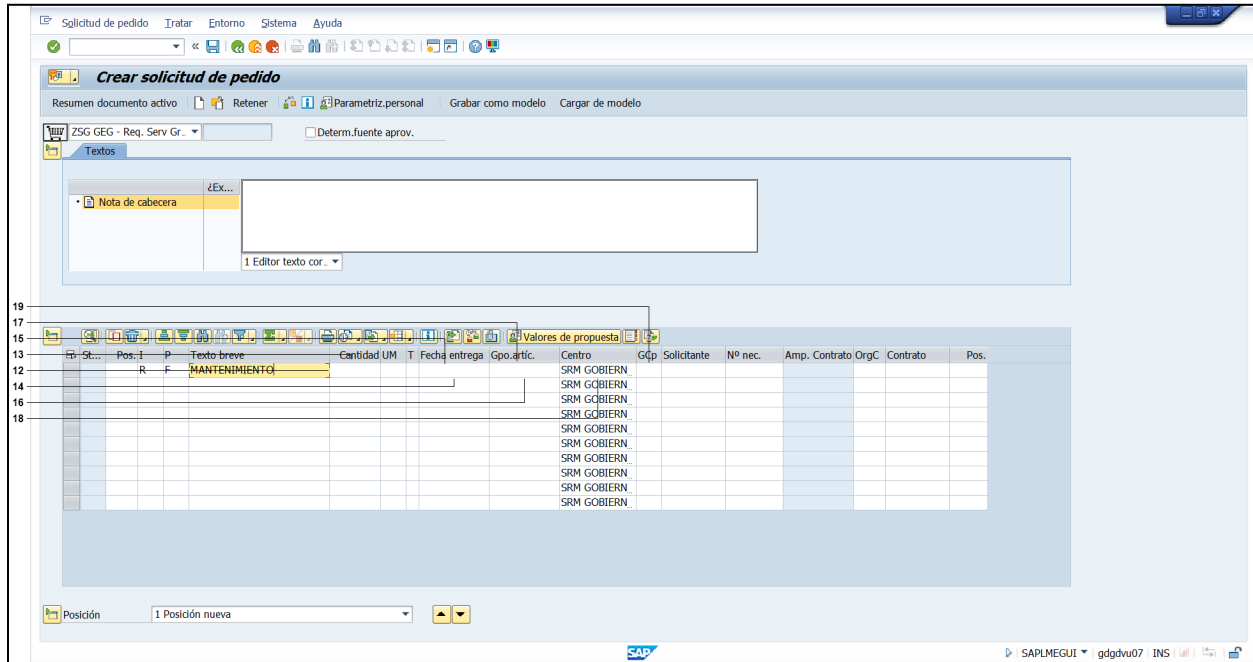 Solicitud de pedido Tratar Entorno Sistema Ayuda
Crear solicitud de pedido
Resumen documento activo Retener Parametriz.personal Grabar como modelo Cargar de modelo
ZSG GEG - Req. Serv Gr.. Determ.fuente aprov.
Textos
¿Ex...
Nota de cabecera
1 Editor texto cor..
19
17
15 Valores de propuesta
13 St... Pos. I P Texto breve Cantidad UM T Fecha entrega Gpo.artíc. Centro GCp Solicitante Nº nec. Amp. Contrato OrgC Contrato Pos.
12 R F MANTENIMIENTO SRM GOBIERN..
14 SRM GOBIERN..
16 SRM GOBIERN..
18 SRM GOBIERN..
SRM GOBIERN..
SRM GOBIERN..
SRM GOBIERN..
SRM GOBIERN..
SRM GOBIERN..
SRM GOBIERN..
Posición 1 Posición nueva
SAP SAPLMEGUI gdgdvu07 INS